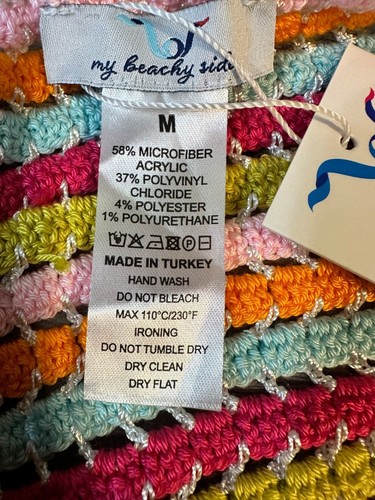 my beachy side
M
58% MICROFIBER
ACRYLIC
37% POLYVINYL
CHLORIDE
4% POLYESTER
1% POLYURETHANE
P
MADE IN TURKEY
HAND WASH
DO NOT BLEACH
MAX 110°C/230°F
IRONING
DO NOT TUMBLE DRY
DRY CLEAN
DRY FLAT